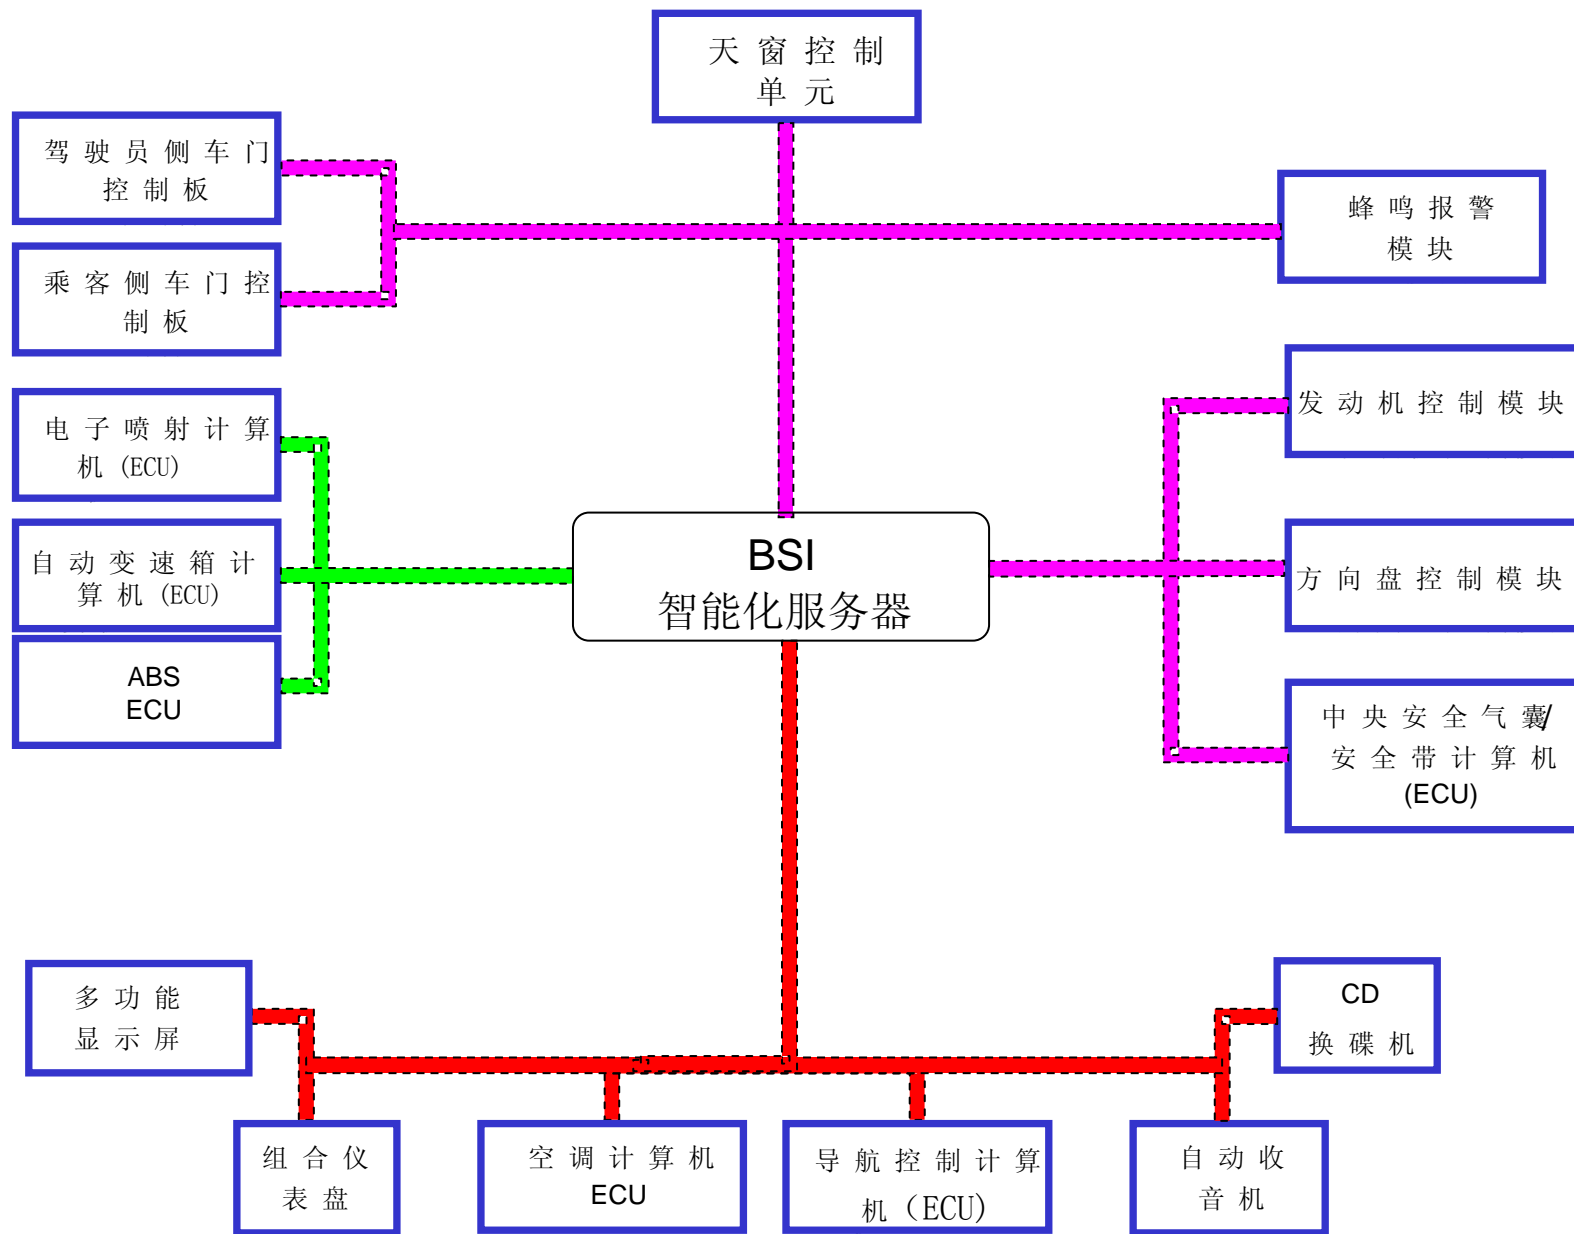 天窗控制
单元
驾驶员侧车门
控制板
蜂鸣报警
模块
乘客侧车门控
制板
电子喷射计算
机 (ECU)
发动机控制模块
自动变速箱计
算机 (ECU)
BSI
智能化服务器
方向盘控制模块
ABS
ECU
中央安全气囊/
安全带计算机
(ECU)
多功能
显示屏
CD
换碟机
组合仪
表盘
空调计算机
ECU
导航控制计算
机（ECU）
自动收
音机